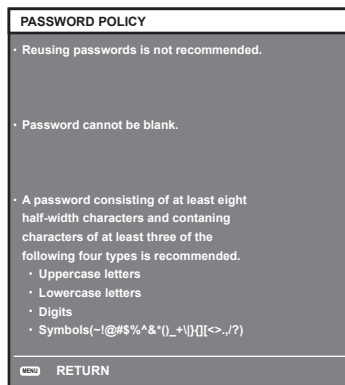 PASSWORD POLICY
・Reusing passwords is not recommended.
・Password cannot be blank.
・A password consisting of at least eight
half-width characters and contaning
characters of at least three of the
following four types is recommended.
・Uppercase letters
・Lowercase letters
・Digits
・Symbols(~!@#$%^&*()_+\|}{][<>.,/?)
MENU RETURN